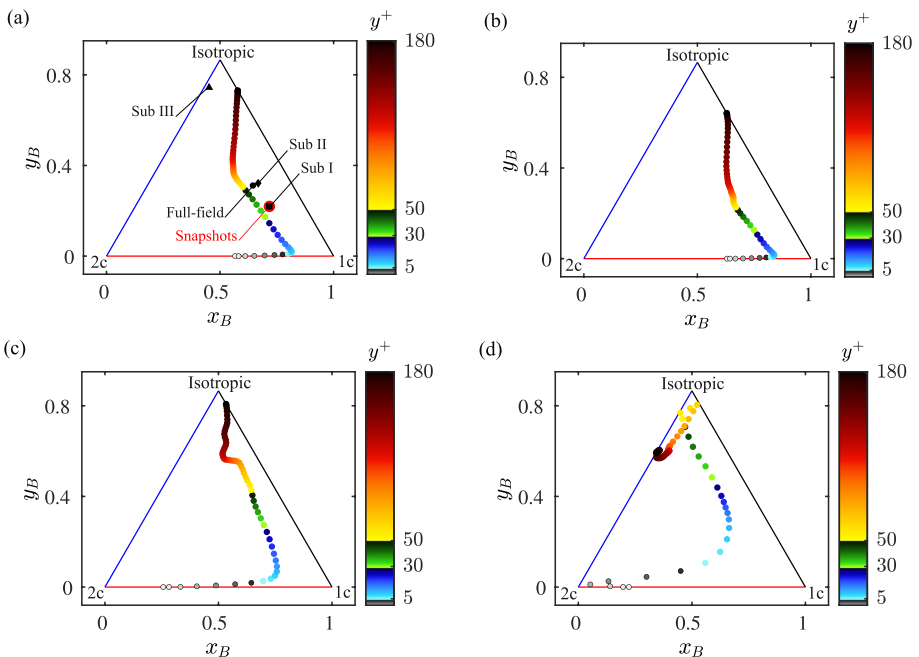 (a)
y⁺
180
50
30
5
Isotropic
0.8
0.4
0
y_B
Sub III
Sub II
Sub I
Full-field
Snapshots
2c
1c
0
0.5
1
x_B
(b)
y⁺
180
50
30
5
Isotropic
0.8
0.4
0
y_B
2c
1c
0
0.5
1
x_B
(c)
y⁺
180
50
30
5
Isotropic
0.8
0.4
0
y_B
2c
1c
0
0.5
1
x_B
(d)
y⁺
180
50
30
5
Isotropic
0.8
0.4
0
y_B
2c
1c
0
0.5
1
x_B